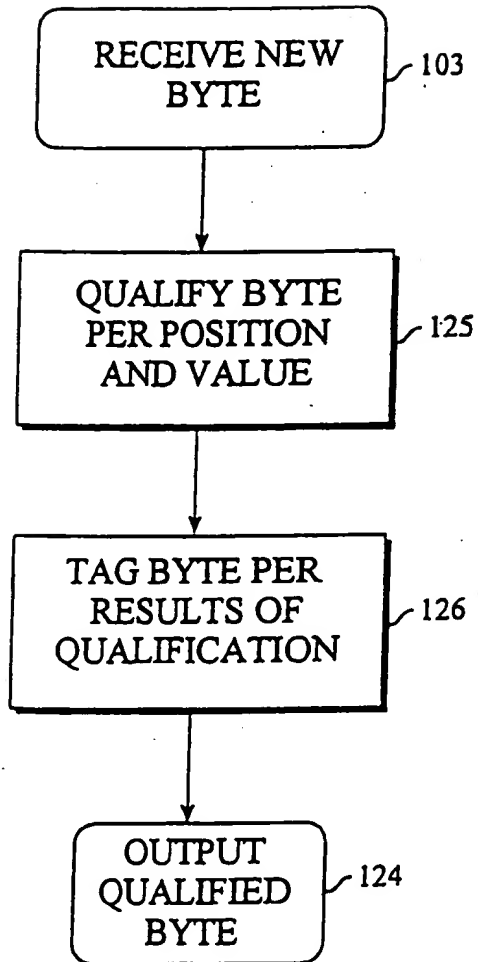 RECEIVE NEW
BYTE
103
QUALIFY BYTE
PER POSITION
AND VALUE
125
TAG BYTE PER
RESULTS OF
QUALIFICATION
126
OUTPUT
QUALIFIED
BYTE
124